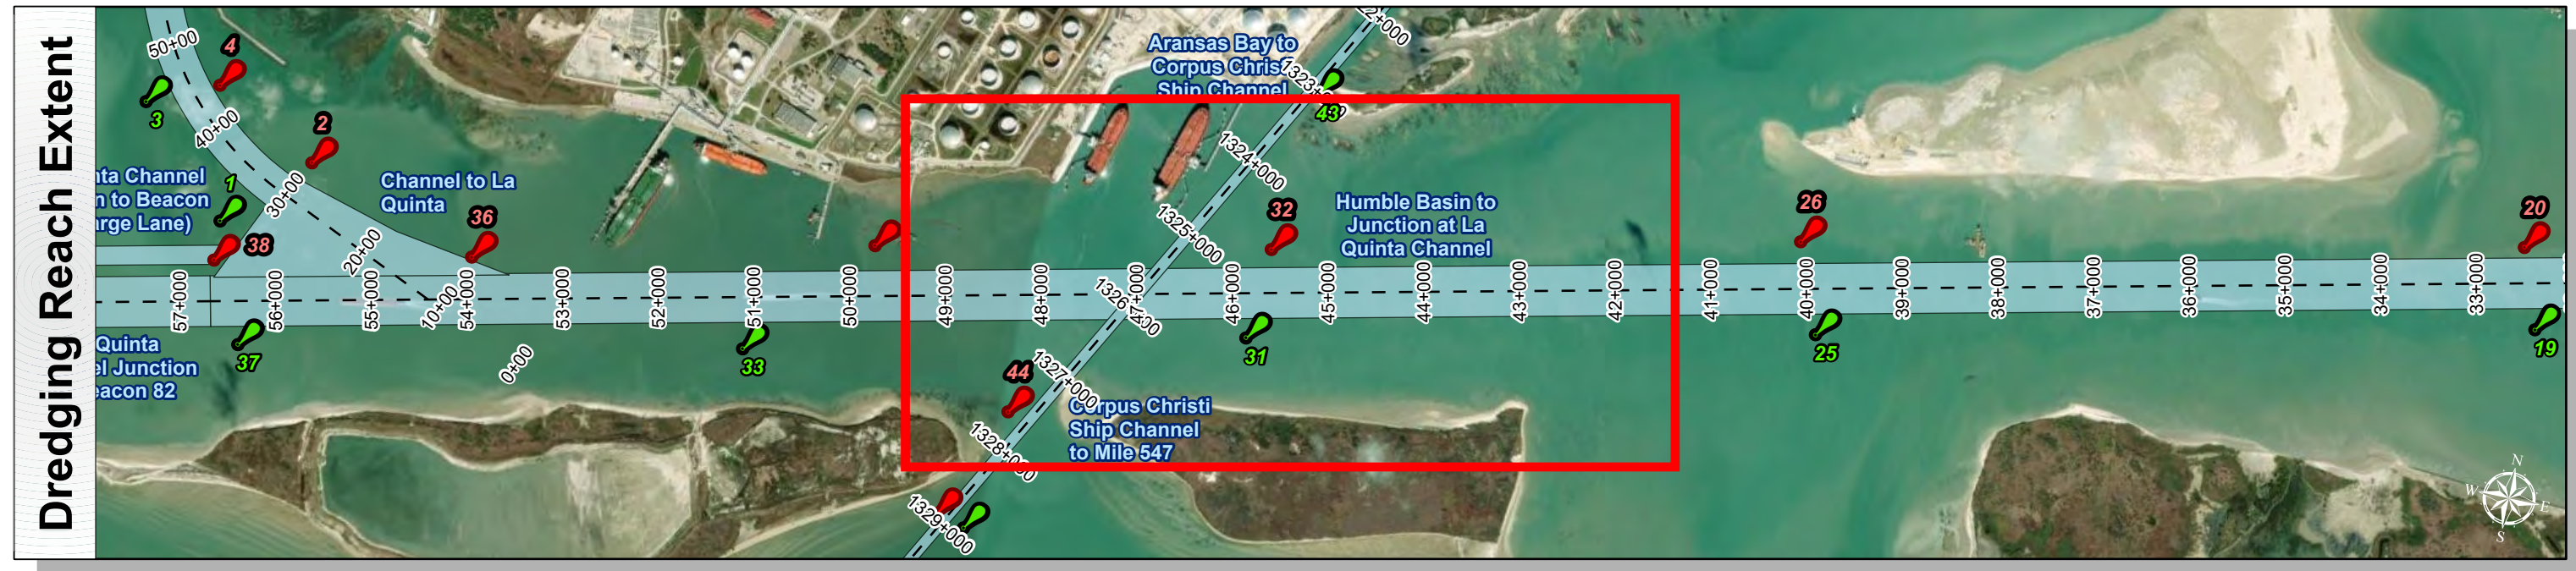 Dredging Reach Extent
50+00
4
3
40+00
2
nta Channel
n to Beacon
arge Lane)
1
30+00
Channel to La
Quinta
36
38
20+00
10+00
0+00
Aransas Bay to
Corpus Christi
Ship Channel
22+000
43
1324+000
1325+000
32
Humble Basin to
Junction at La
Quinta Channel
26
20
57+000
56+000
55+000
54+000
53+000
52+000
51+000
50+000
49+000
48+000
47+000
46+000
45+000
44+000
43+000
42+000
41+000
40+000
39+000
38+000
37+000
36+000
35+000
34+000
33+000
37
33
31
25
19
Quinta
el Junction
eacon 82
44
1327+000
Corpus Christi
Ship Channel
to Mile 547
1328+000
1329+000
N
W
E
S